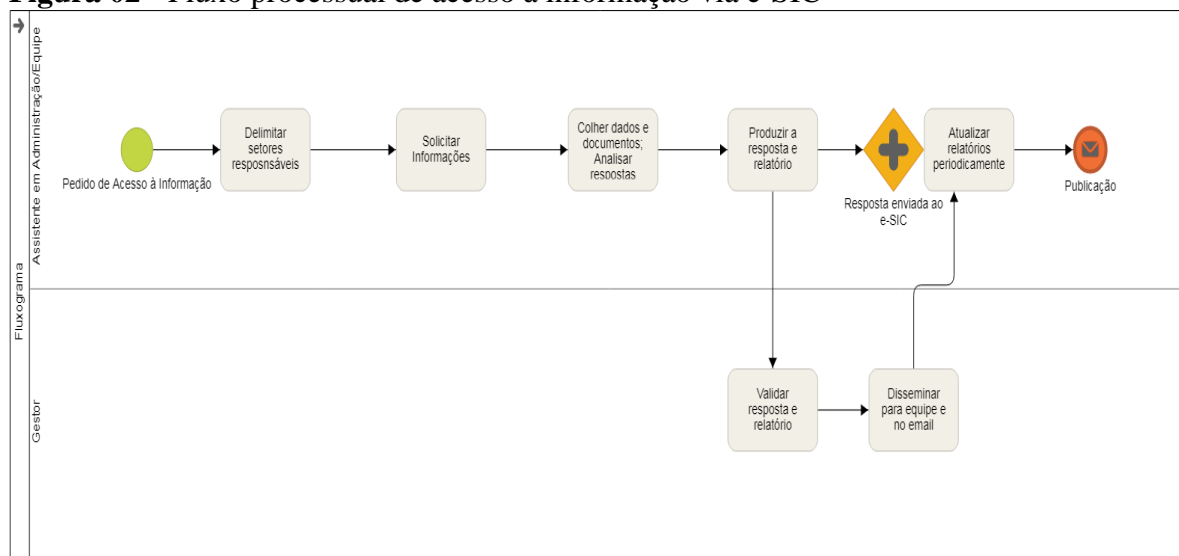 Figura 02 - Fluxo processual de acesso à informação via e-SIC
Fluxograma
Assistente em Administração/Equipe
Pedido de Acesso à Informação
Delimitar
setores
resposnsáveis
Solicitar
Informações
Colher dados e
documentos;
Analisar
respostas
Produzir a
resposta e
relatório
Resposta enviada ao
e-SIC
Atualizar
relatórios
periodicamente
Publicação
Gestor
Validar
resposta e
relatório
Disseminar
para equipe e
no email